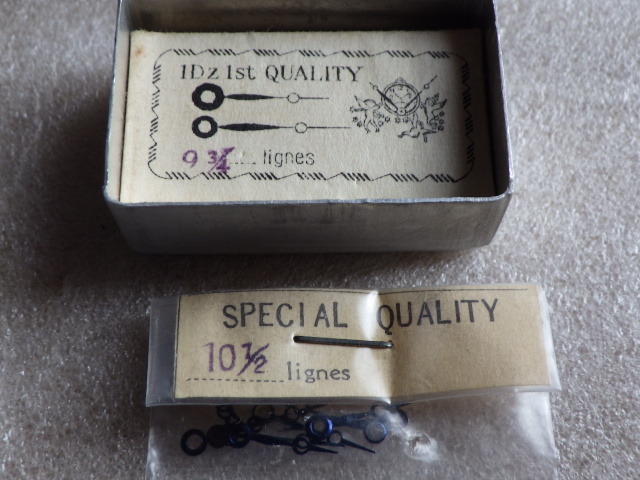 1Dz 1st QUALITY
9 3/4 lignes
SPECIAL QUALITY
10 1/2 lignes